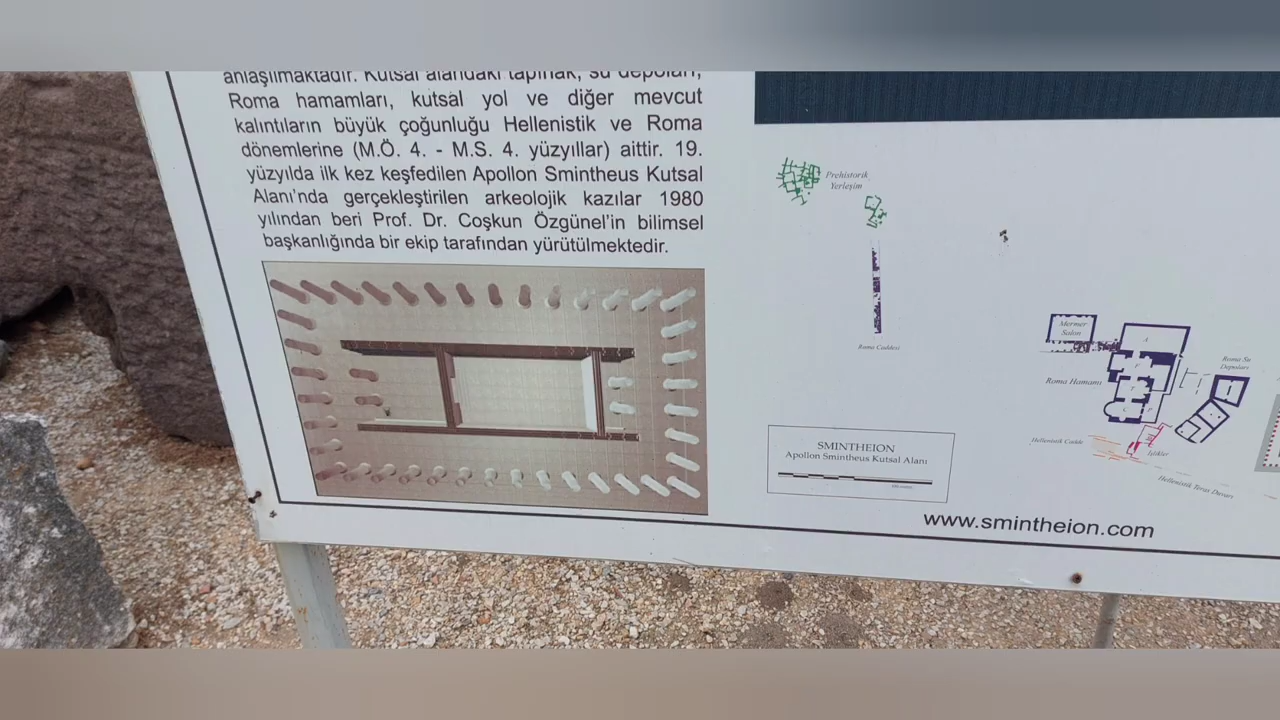 anlaşılmaktadır. Kutsal alandaki tapınak, su depoları,
Roma hamamları, kutsal yol ve diğer mevcut
kalıntıların büyük çoğunluğu Hellenistik ve Roma
dönemlerine (M.Ö. 4. - M.S. 4. yüzyıllar) aittir. 19.
yüzyılda ilk kez keşfedilen Apollon Smintheus Kutsal
Alanı'nda gerçekleştirilen arkeolojik kazılar 1980
yılından beri Prof. Dr. Coşkun Özgünel'in bilimsel
başkanlığında bir ekip tarafından yürütülmektedir.
Prehistorik
Yerleşim
Roma Caddesi
Mermer
Salon
A
Roma Hamamı
Roma Su
Depoları
Hellenistik Cadde
İşlikler
Hellenistik Teras Duvarı
SMINTHEION
Apollon Smintheus Kutsal Alanı
www.smintheion.com